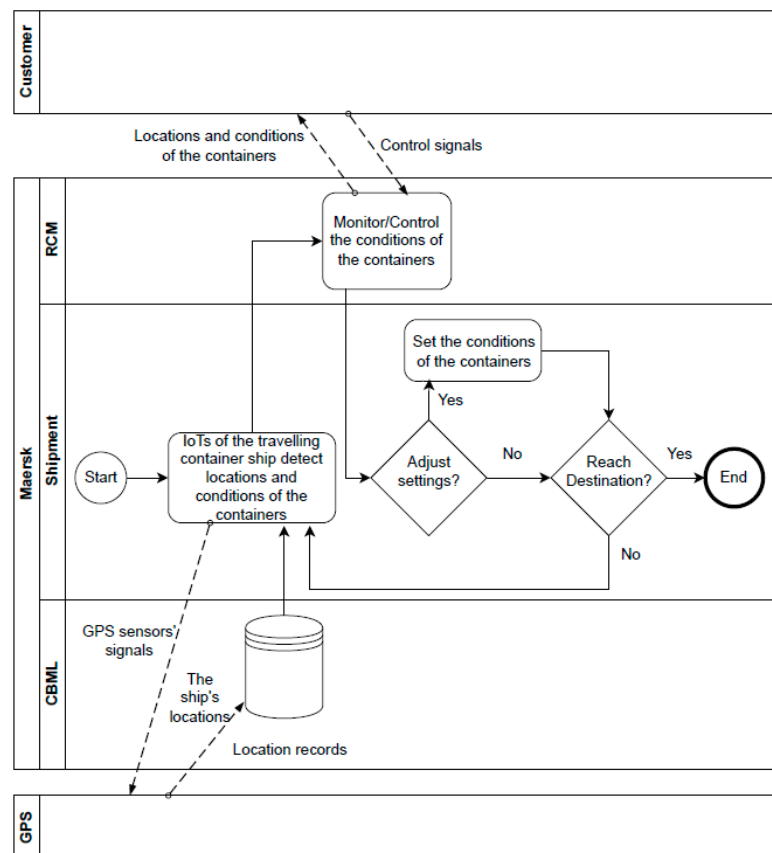 Customer
Locations and conditions
of the containers
Control signals
Maersk
RCM
Monitor/Control
the conditions of
the containers
Shipment
Set the conditions
of the containers
Yes
Start
IoTs of the travelling
container ship detect
locations and
conditions of the
containers
Adjust
settings?
No
Reach
Destination?
Yes
End
No
CBML
GPS sensors'
signals
The
ship's
locations
Location records
GPS